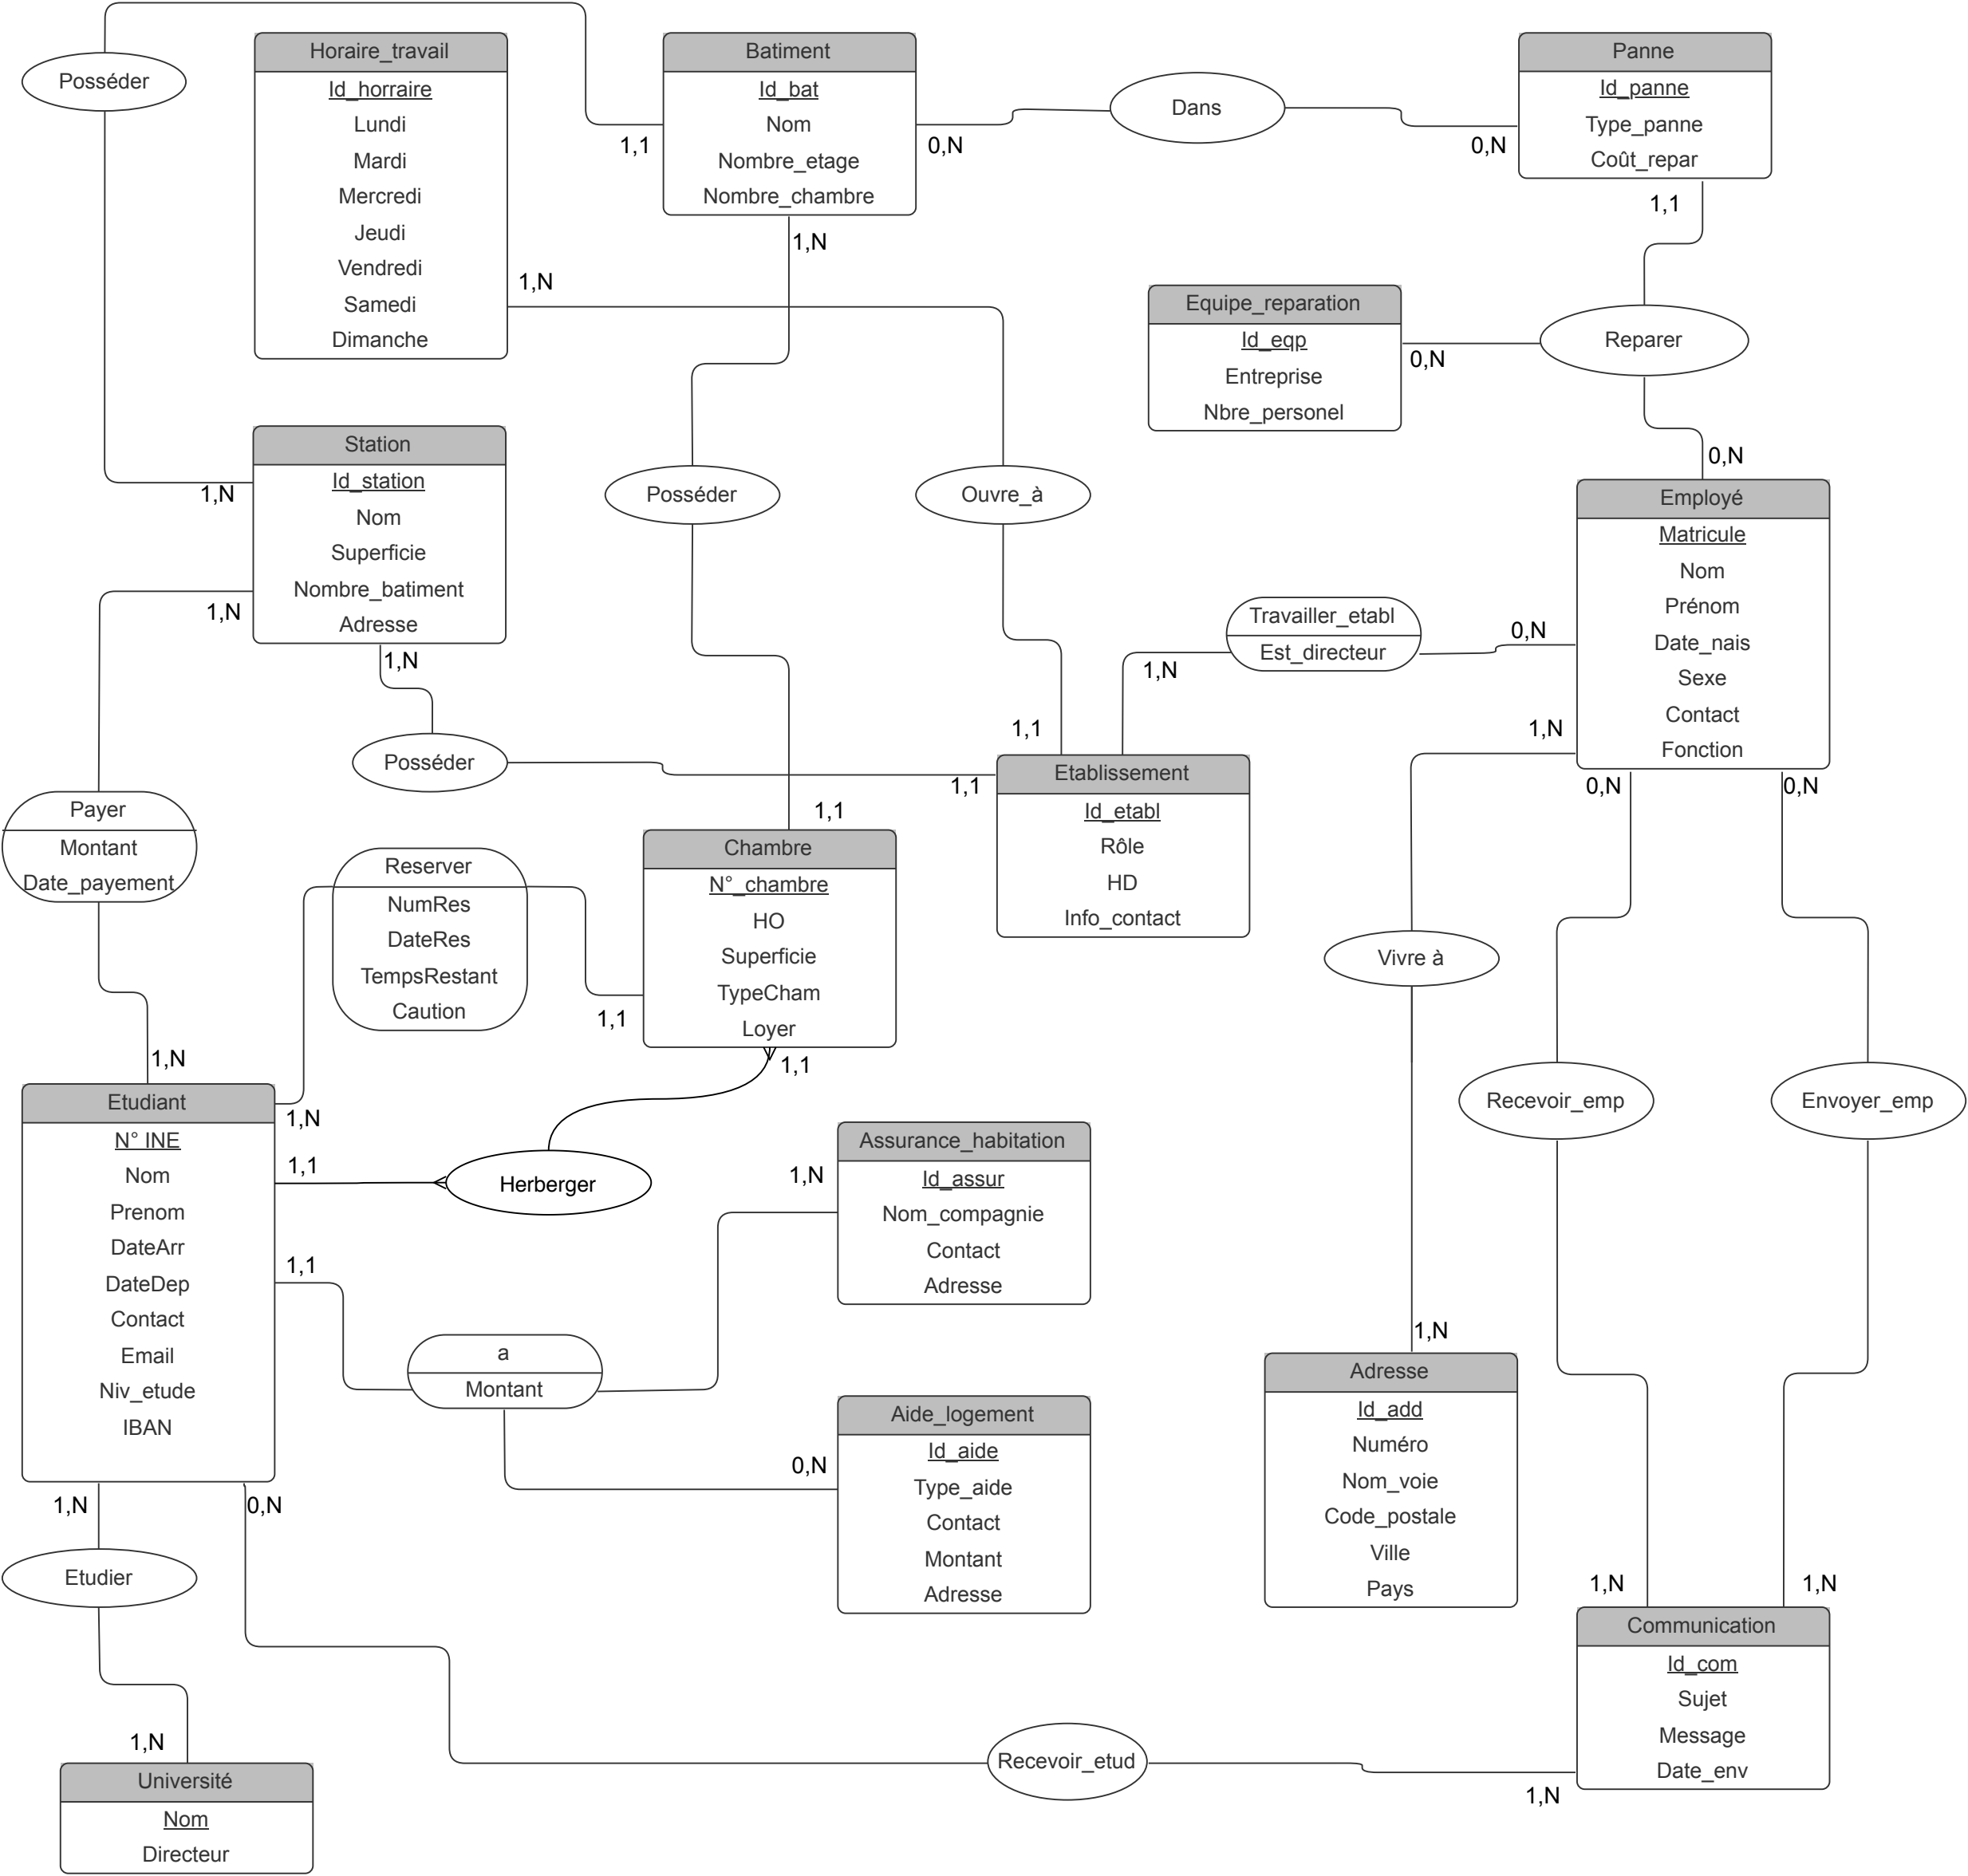 Posséder
Horaire_travail
Id_horraire
Lundi
Mardi
Mercredi
Jeudi
Vendredi
Samedi
Dimanche
1,N
Batiment
Id_bat
Nom
Nombre_etage
Nombre_chambre
1,1
0,N
1,N
Dans
0,N
Panne
Id_panne
Type_panne
Coût_repar
1,1
Equipe_reparation
Id_eqp
Entreprise
Nbre_personel
0,N
Reparer
0,N
Station
Id_station
Nom
Superficie
Nombre_batiment
Adresse
1,N
1,N
1,N
Posséder
Ouvre_à
Employé
Matricule
Nom
Prénom
Date_nais
Sexe
Contact
Fonction
0,N
1,N
0,N
0,N
Travailler_etabl
Est_directeur
1,N
1,1
Posséder
1,1
Etablissement
Id_etabl
Rôle
HD
Info_contact
Payer
Montant
Date_payement
1,N
Reserver
NumRes
DateRes
TempsRestant
Caution
1,1
Chambre
N°_chambre
HO
Superficie
TypeCham
Loyer
1,1
1,1
Vivre à
Recevoir_emp
Envoyer_emp
Etudiant
N° INE
Nom
Prenom
DateArr
DateDep
Contact
Email
Niv_etude
IBAN
1,N
1,1
1,1
1,N
0,N
Herberger
Assurance_habitation
Id_assur
Nom_compagnie
Contact
Adresse
1,N
a
Montant
Aide_logement
Id_aide
Type_aide
Contact
Montant
Adresse
0,N
1,N
Adresse
Id_add
Numéro
Nom_voie
Code_postale
Ville
Pays
Etudier
1,N
1,N
Communication
Id_com
Sujet
Message
Date_env
1,N
Université
Nom
Directeur
Recevoir_etud
1,N